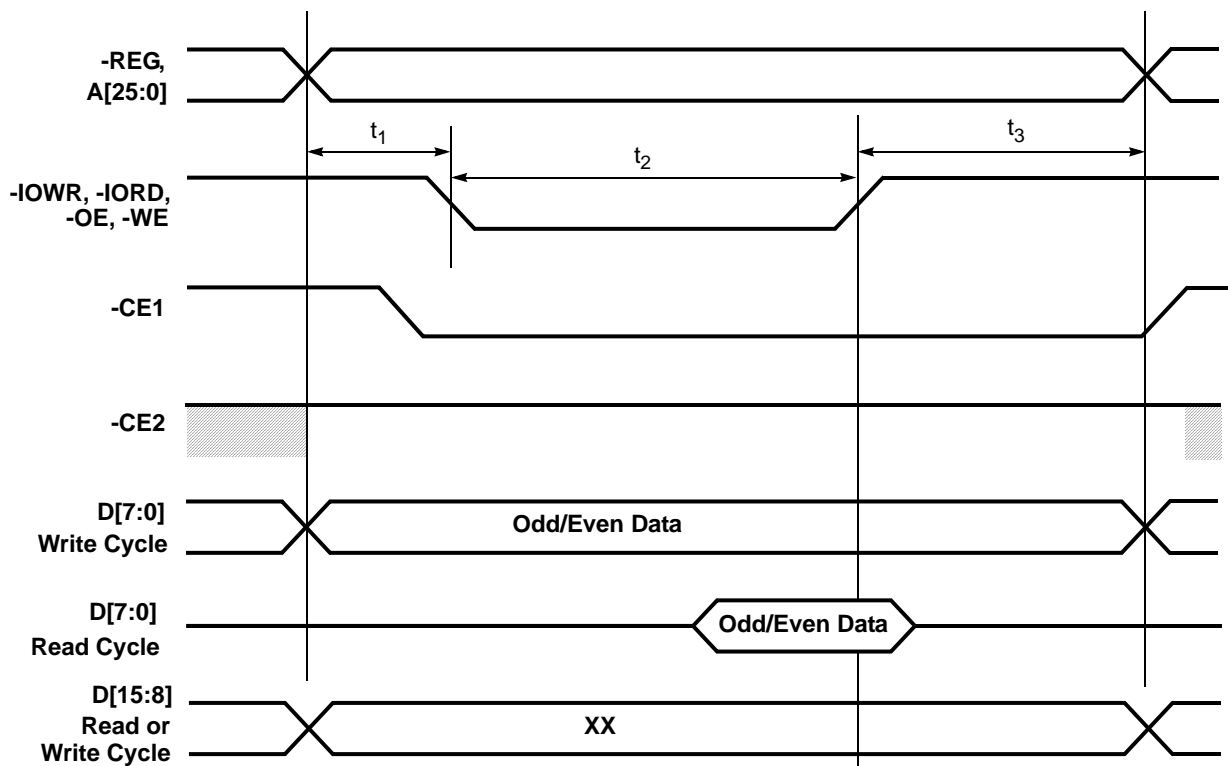 -REG,
A[25:0]
t1
t2
t3
-IOWR, -IORD,
-OE, -WE
-CE1
-CE2
D[7:0]
Write Cycle
Odd/Even Data
D[7:0]
Read Cycle
Odd/Even Data
D[15:8]
Read or
Write Cycle
XX